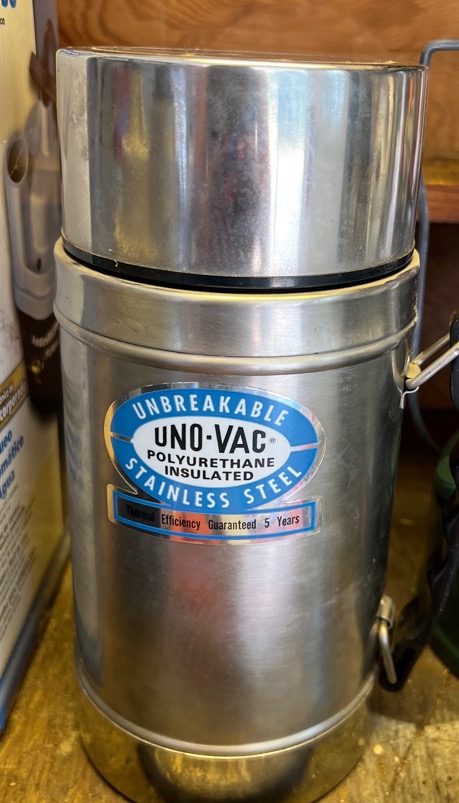 UNBREAKABLE
UNO-VAC®
POLYURETHANE
INSULATED
STAINLESS STEEL
Thermal Efficiency Guaranteed 5 Years